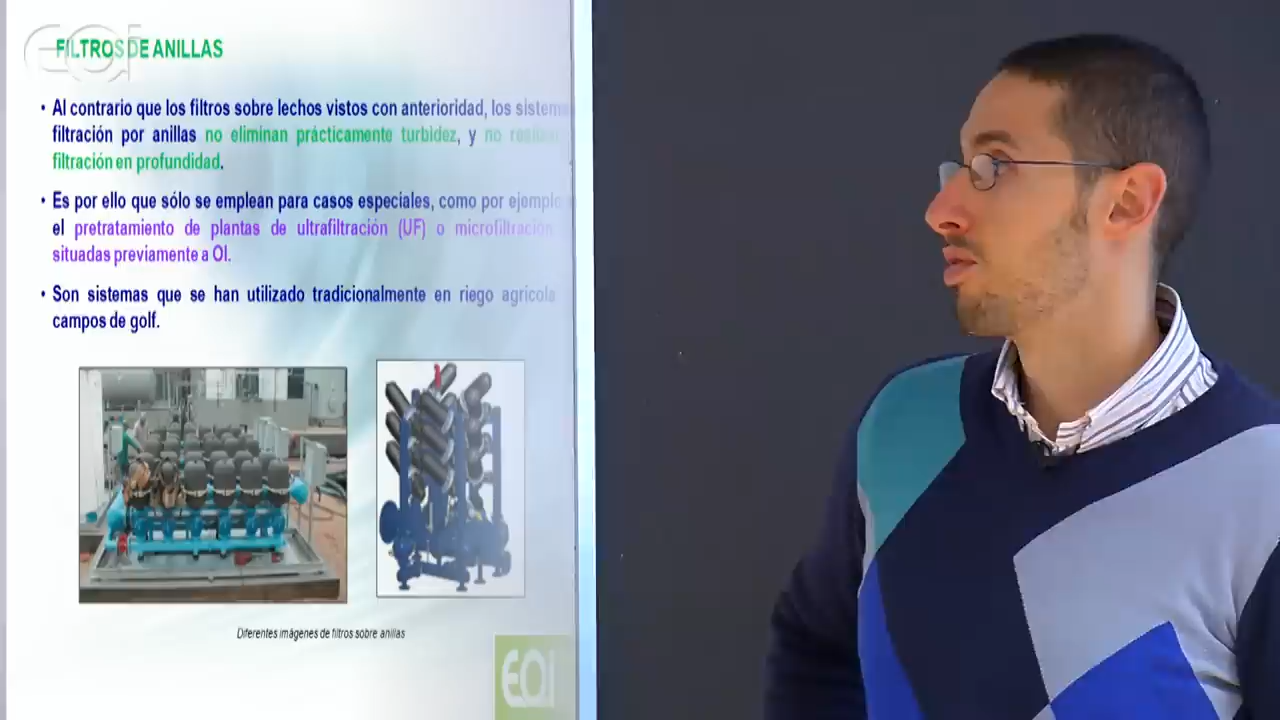 EOI
FILTROS DE ANILLAS
• Al contrario que los filtros sobre lechos vistos con anterioridad, los sistem
filtración por anillas no eliminan prácticamente turbidez, y no
filtración en profundidad.
• Es por ello que sólo se emplean para casos especiales, como por ejemplo
el pretratamiento de plantas de ultrafiltración (UF) o microfiltración
situadas previamente a OI.
• Son sistemas que se han utilizado tradicionalmente en riego agrícola
campos de golf.
Diferentes imágenes de filtros sobre anillas
EOI